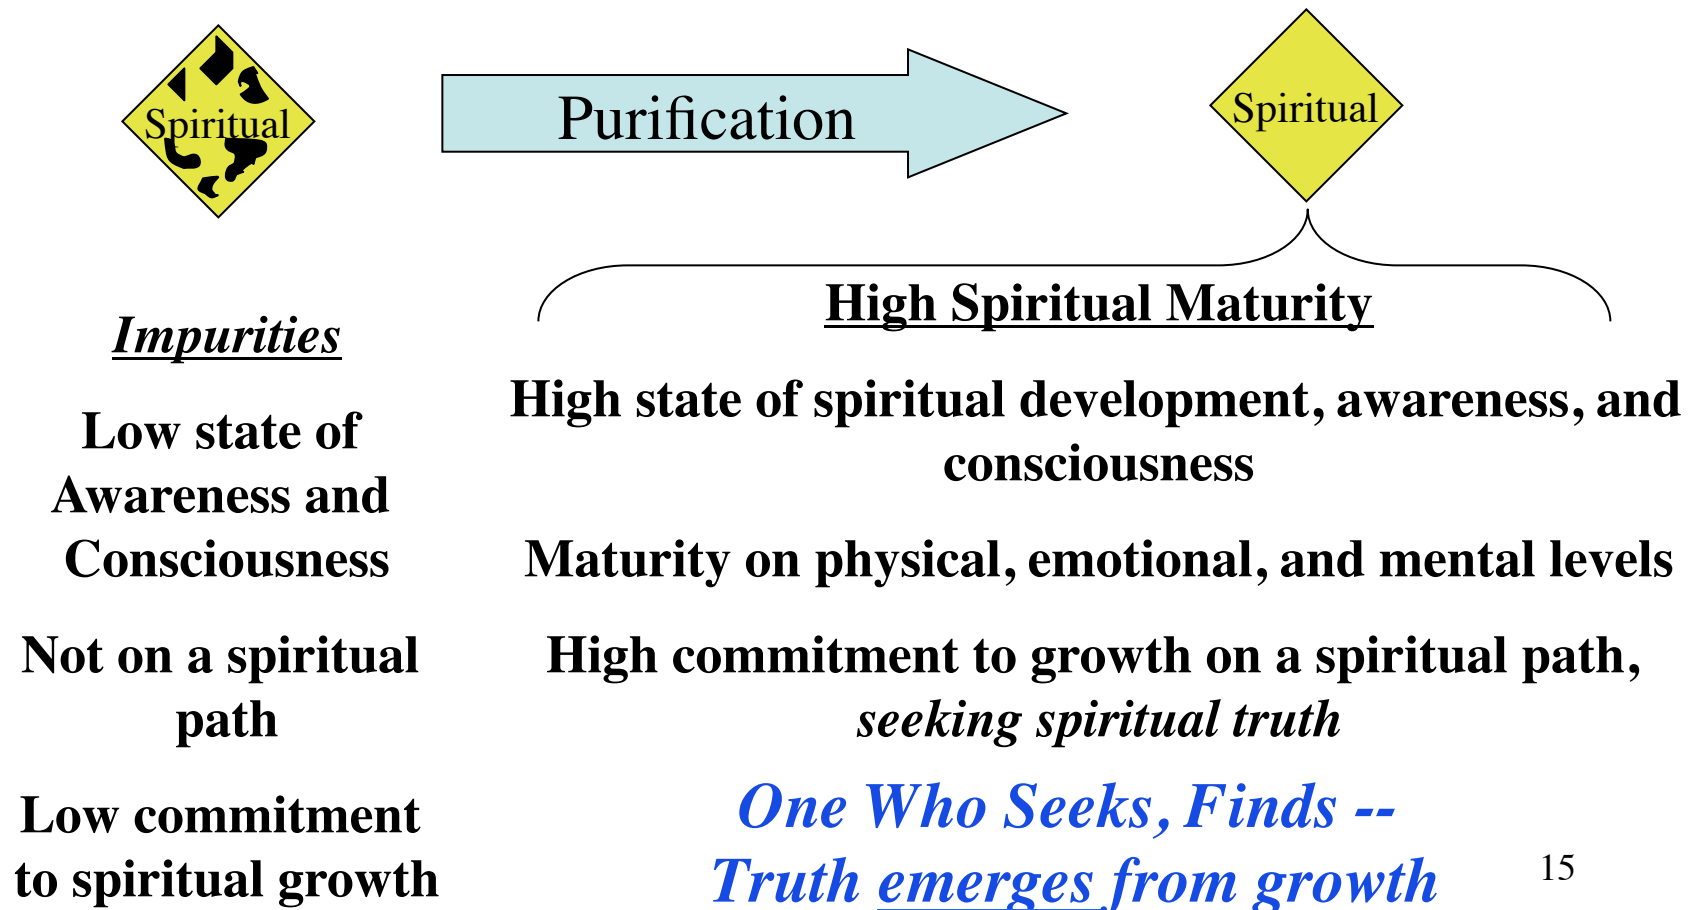 Spiritual
Purification
Spiritual
Impurities
Low state of
Awareness and
Consciousness
Not on a spiritual
path
Low commitment
to spiritual growth
High Spiritual Maturity
High state of spiritual development, awareness, and
consciousness
Maturity on physical, emotional, and mental levels
High commitment to growth on a spiritual path,
seeking spiritual truth
One Who Seeks, Finds --
Truth emerges from growth
15